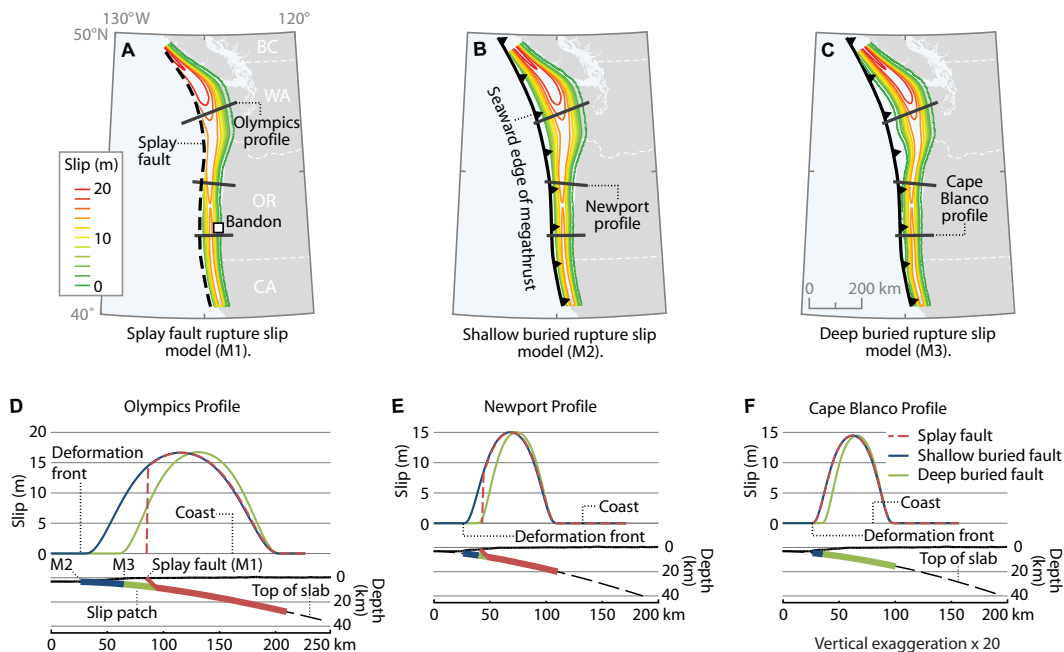 130°W
120°
50°N
A
BC
WA
Olympics
profile
Splay
fault
Slip (m)
20
10
0
OR
Bandon
CA
40°
Splay fault rupture slip
model (M1).
B
Seaward edge of megathrust
Newport
profile
Shallow buried rupture slip
model (M2).
C
Cape
Blanco
profile
0 200 km
Deep buried rupture slip
model (M3).
D Olympics Profile
Slip (m)
20
15
10
5
0
Deformation
front
Coast
M2 M3 Splay fault (M1)
Top of slab
Slip patch
0
20
40
Depth
(km)
0 50 100 150 200 250 km
E Newport Profile
Slip (m)
15
10
5
0
Coast
Deformation front
0
20
40
Depth
(km)
0 50 100 150 200 km
F Cape Blanco Profile
Slip (m)
15
10
5
0
Splay fault
Shallow buried fault
Deep buried fault
Coast
Deformation front
Top of slab
0
20
40
Depth
(km)
0 50 100 150 200 km
Vertical exaggeration x 20